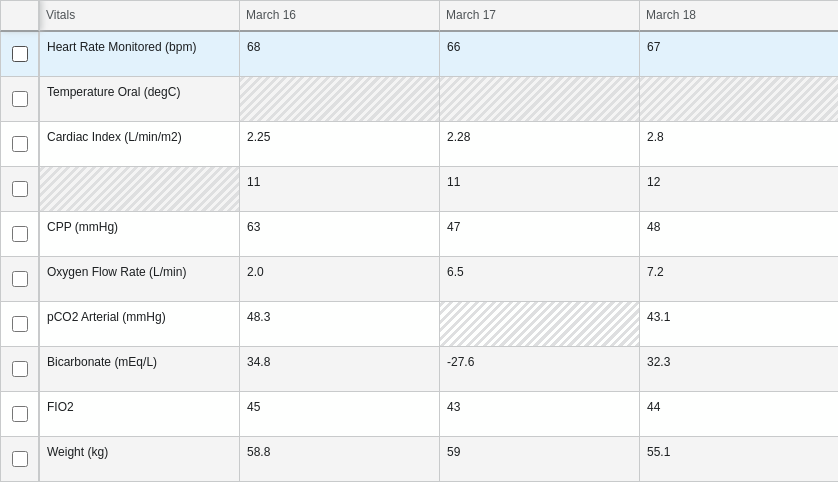 Vitals March 16 March 17 March 18
Heart Rate Monitored (bpm) 68 66 67
Temperature Oral (degC)
Cardiac Index (L/min/m2) 2.25 2.28 2.8
11 11 12
CPP (mmHg) 63 47 48
Oxygen Flow Rate (L/min) 2.0 6.5 7.2
pCO2 Arterial (mmHg) 48.3 43.1
Bicarbonate (mEq/L) 34.8 -27.6 32.3
FIO2 45 43 44
Weight (kg) 58.8 59 55.1